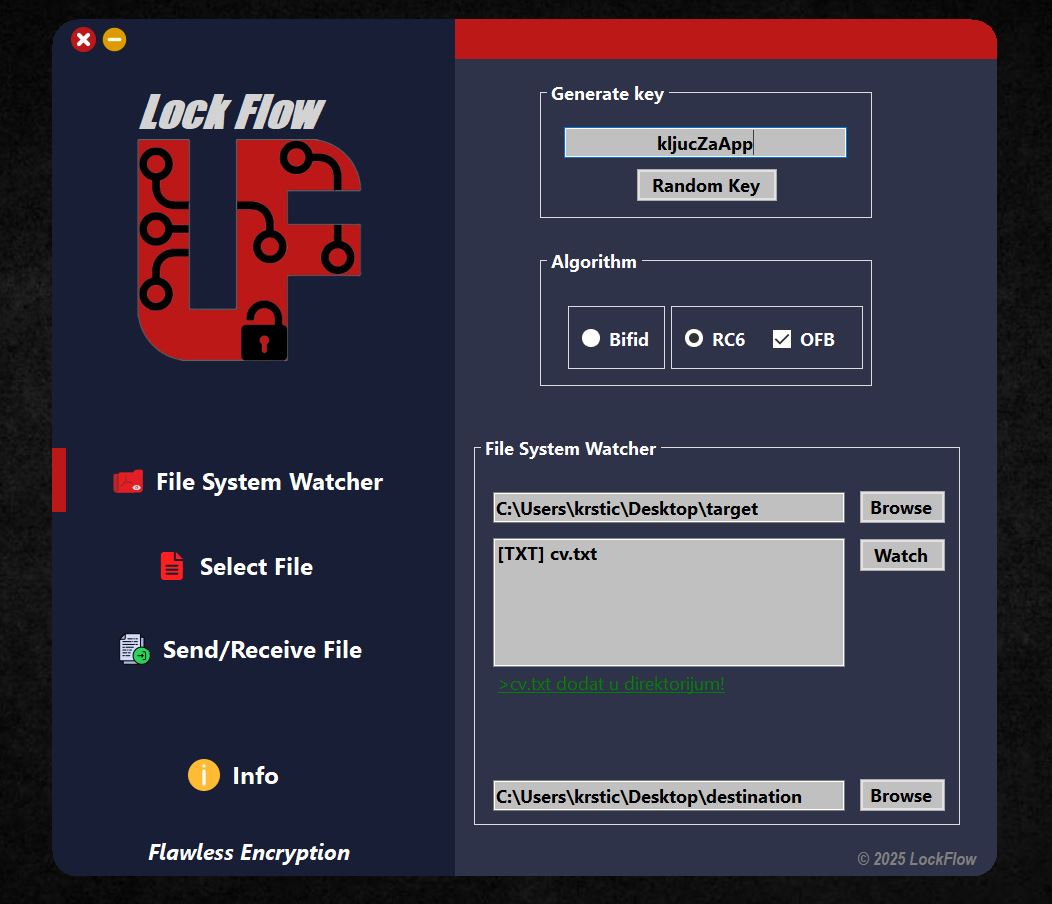 Lock Flow
File System Watcher
Select File
Send/Receive File
Info
Flawless Encryption
Generate key
kljucZaApp
Random Key
Algorithm
Bifid
RC6
OFB
File System Watcher
C:\Users\krstic\Desktop\target
Browse
[TXT] cv.txt
Watch
>cv.txt dodat u direktorijum!
C:\Users\krstic\Desktop\destination
Browse
© 2025 LockFlow